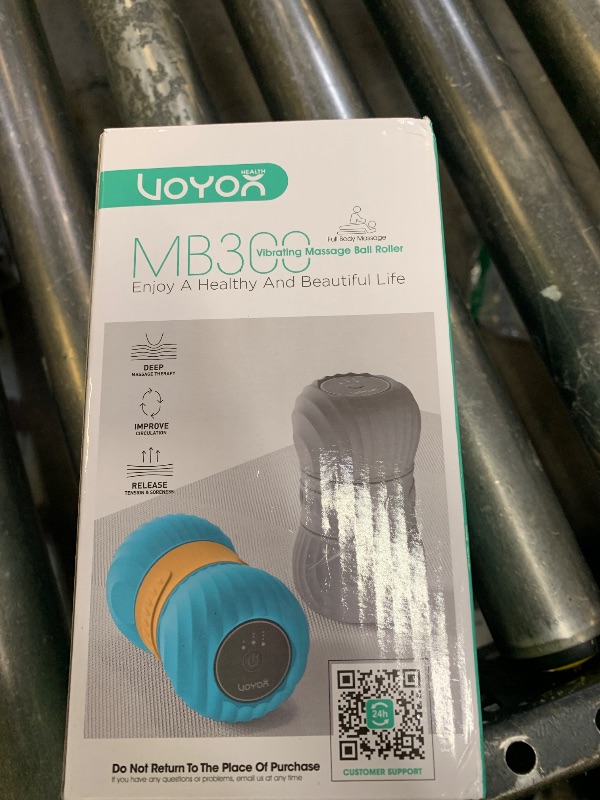 VOYOR
HEALTH
MB300
Vibrating Massage Ball Roller
Full Body Massage
Enjoy A Healthy And Beautiful Life
DEEP
MASSAGE THERAPY
IMPROVE
CIRCULATION
RELEASE
TENSION & SORENESS
VOYOR
24h
Do Not Return To The Place Of Purchase
If you have any questions or problems, email us at any time
CUSTOMER SUPPORT